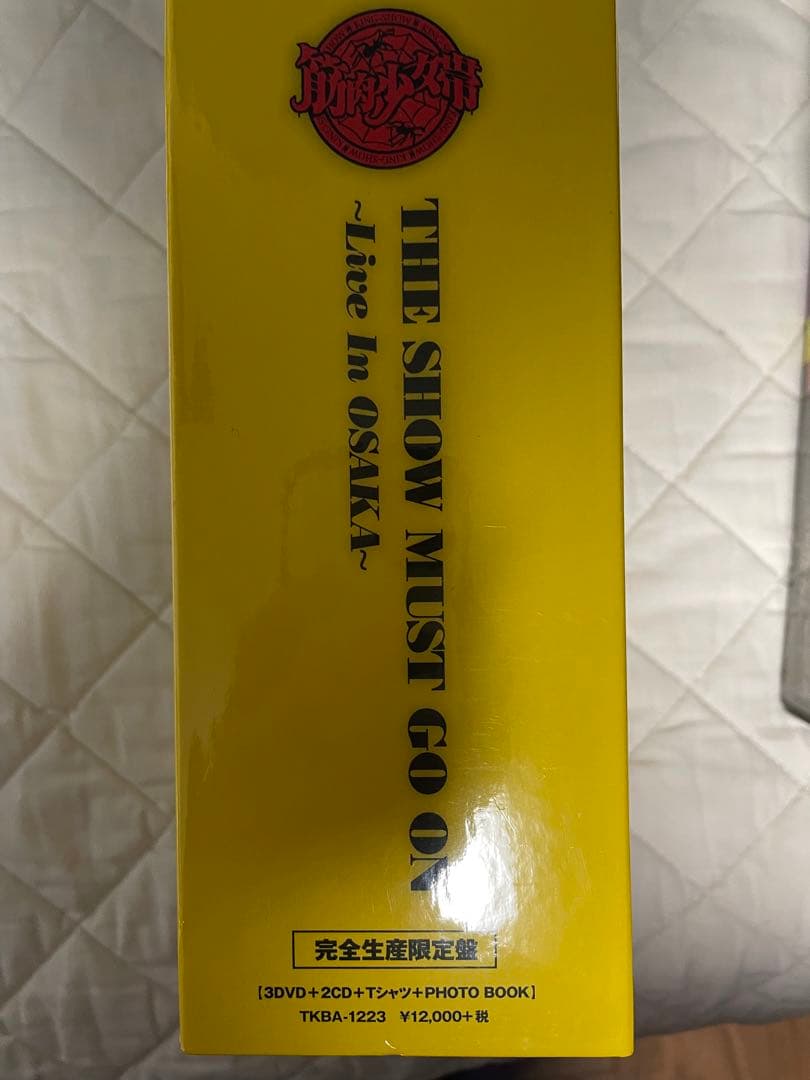 筋肉少女帯
THE SHOW MUST GO ON
~Live In OSAKA~
完全生産限定盤
【3DVD+2CD+Tシャツ+PHOTO BOOK】
TKBA-1223 ¥12,000+税